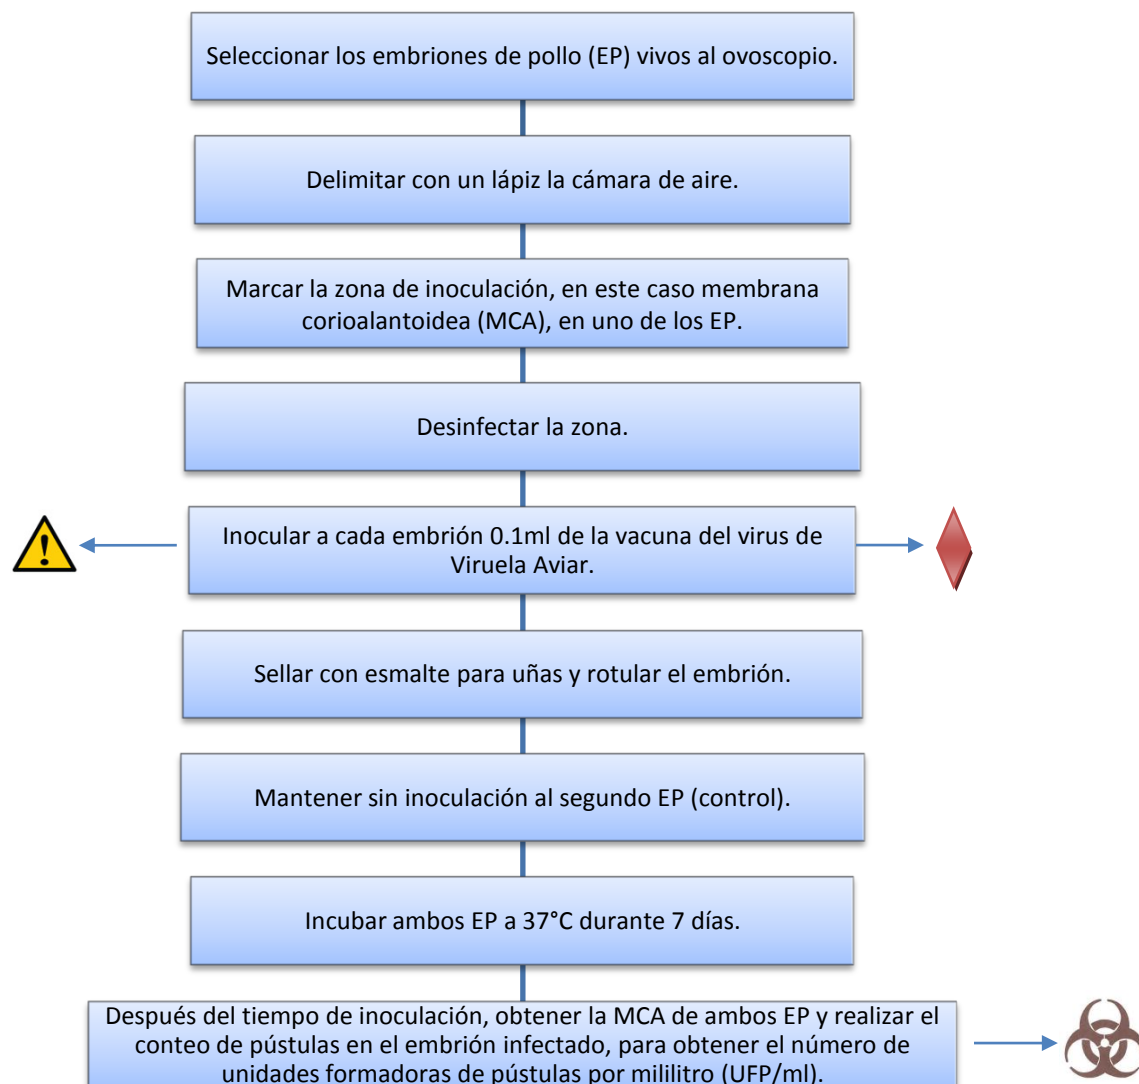 Seleccionar los embriones de pollo (EP) vivos al ovoscopio.
Delimitar con un lápiz la cámara de aire.
Marcar la zona de inoculación, en este caso membrana
corioalantoidea (MCA), en uno de los EP.
Desinfectar la zona.
Inocular a cada embrión 0.1ml de la vacuna del virus de
Viruela Aviar.
Sellar con esmalte para uñas y rotular el embrión.
Mantener sin inoculación al segundo EP (control).
Incubar ambos EP a 37°C durante 7 días.
Después del tiempo de inoculación, obtener la MCA de ambos EP y realizar el
conteo de pústulas en el embrión infectado, para obtener el número de
unidades formadoras de pústulas por mililitro (UFP/ml).